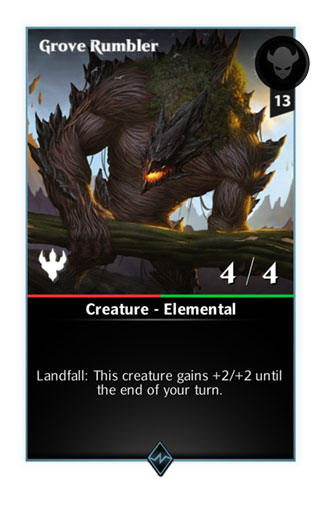 Grove Rumbler
13
4/4
Creature - Elemental
Landfall: This creature gains +2/+2 until
the end of your turn.